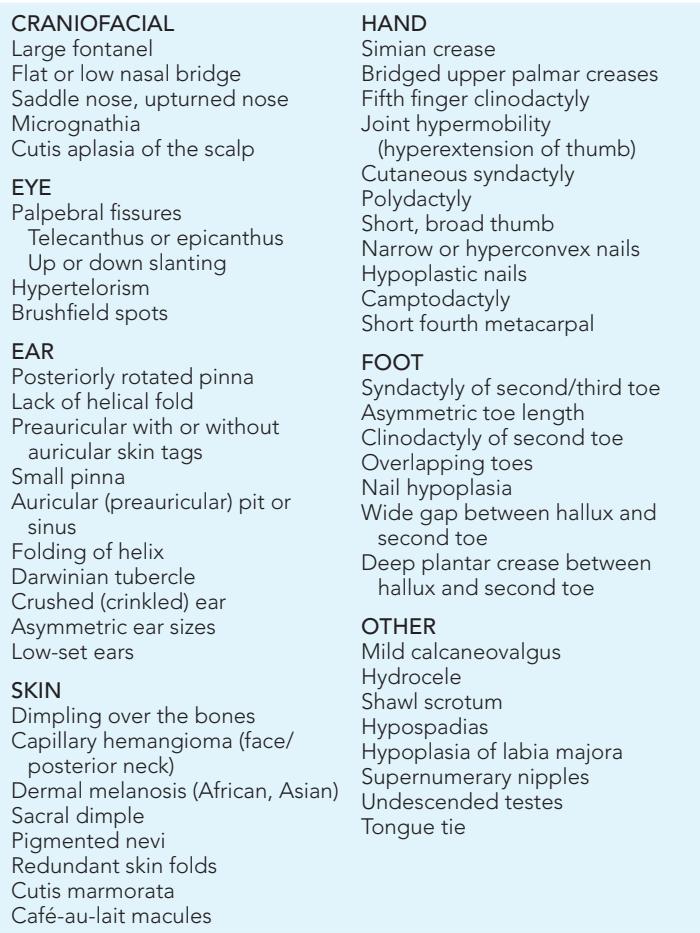 CRANIOFACIAL
Large fontanel
Flat or low nasal bridge
Saddle nose, upturned nose
Micrognathia
Cutis aplasia of the scalp
EYE
Palpebral fissures
Telecanthus or epicanthus
Up or down slanting
Hypertelorism
Brushfield spots
EAR
Posteriorly rotated pinna
Lack of helical fold
Preauricular with or without
auricular skin tags
Small pinna
Auricular (preauricular) pit or
sinus
Folding of helix
Darwinian tubercle
Crushed (crinkled) ear
Asymmetric ear sizes
Low-set ears
SKIN
Dimpling over the bones
Capillary hemangioma (face/
posterior neck)
Dermal melanosis (African, Asian)
Sacral dimple
Pigmented nevi
Redundant skin folds
Cutis marmorata
Café-au-lait macules
HAND
Simian crease
Bridged upper palmar creases
Fifth finger clinodactyly
Joint hypermobility
(hyperextension of thumb)
Cutaneous syndactyly
Polydactyly
Short, broad thumb
Narrow or hyperconvex nails
Hypoplastic nails
Camptodactyly
Short fourth metacarpal
FOOT
Syndactyly of second/third toe
Asymmetric toe length
Clinodactyly of second toe
Overlapping toes
Nail hypoplasia
Wide gap between hallux and
second toe
Deep plantar crease between
hallux and second toe
OTHER
Mild calcaneovalgus
Hydrocele
Shawl scrotum
Hypospadias
Hypoplasia of labia majora
Supernumerary nipples
Undescended testes
Tongue tie